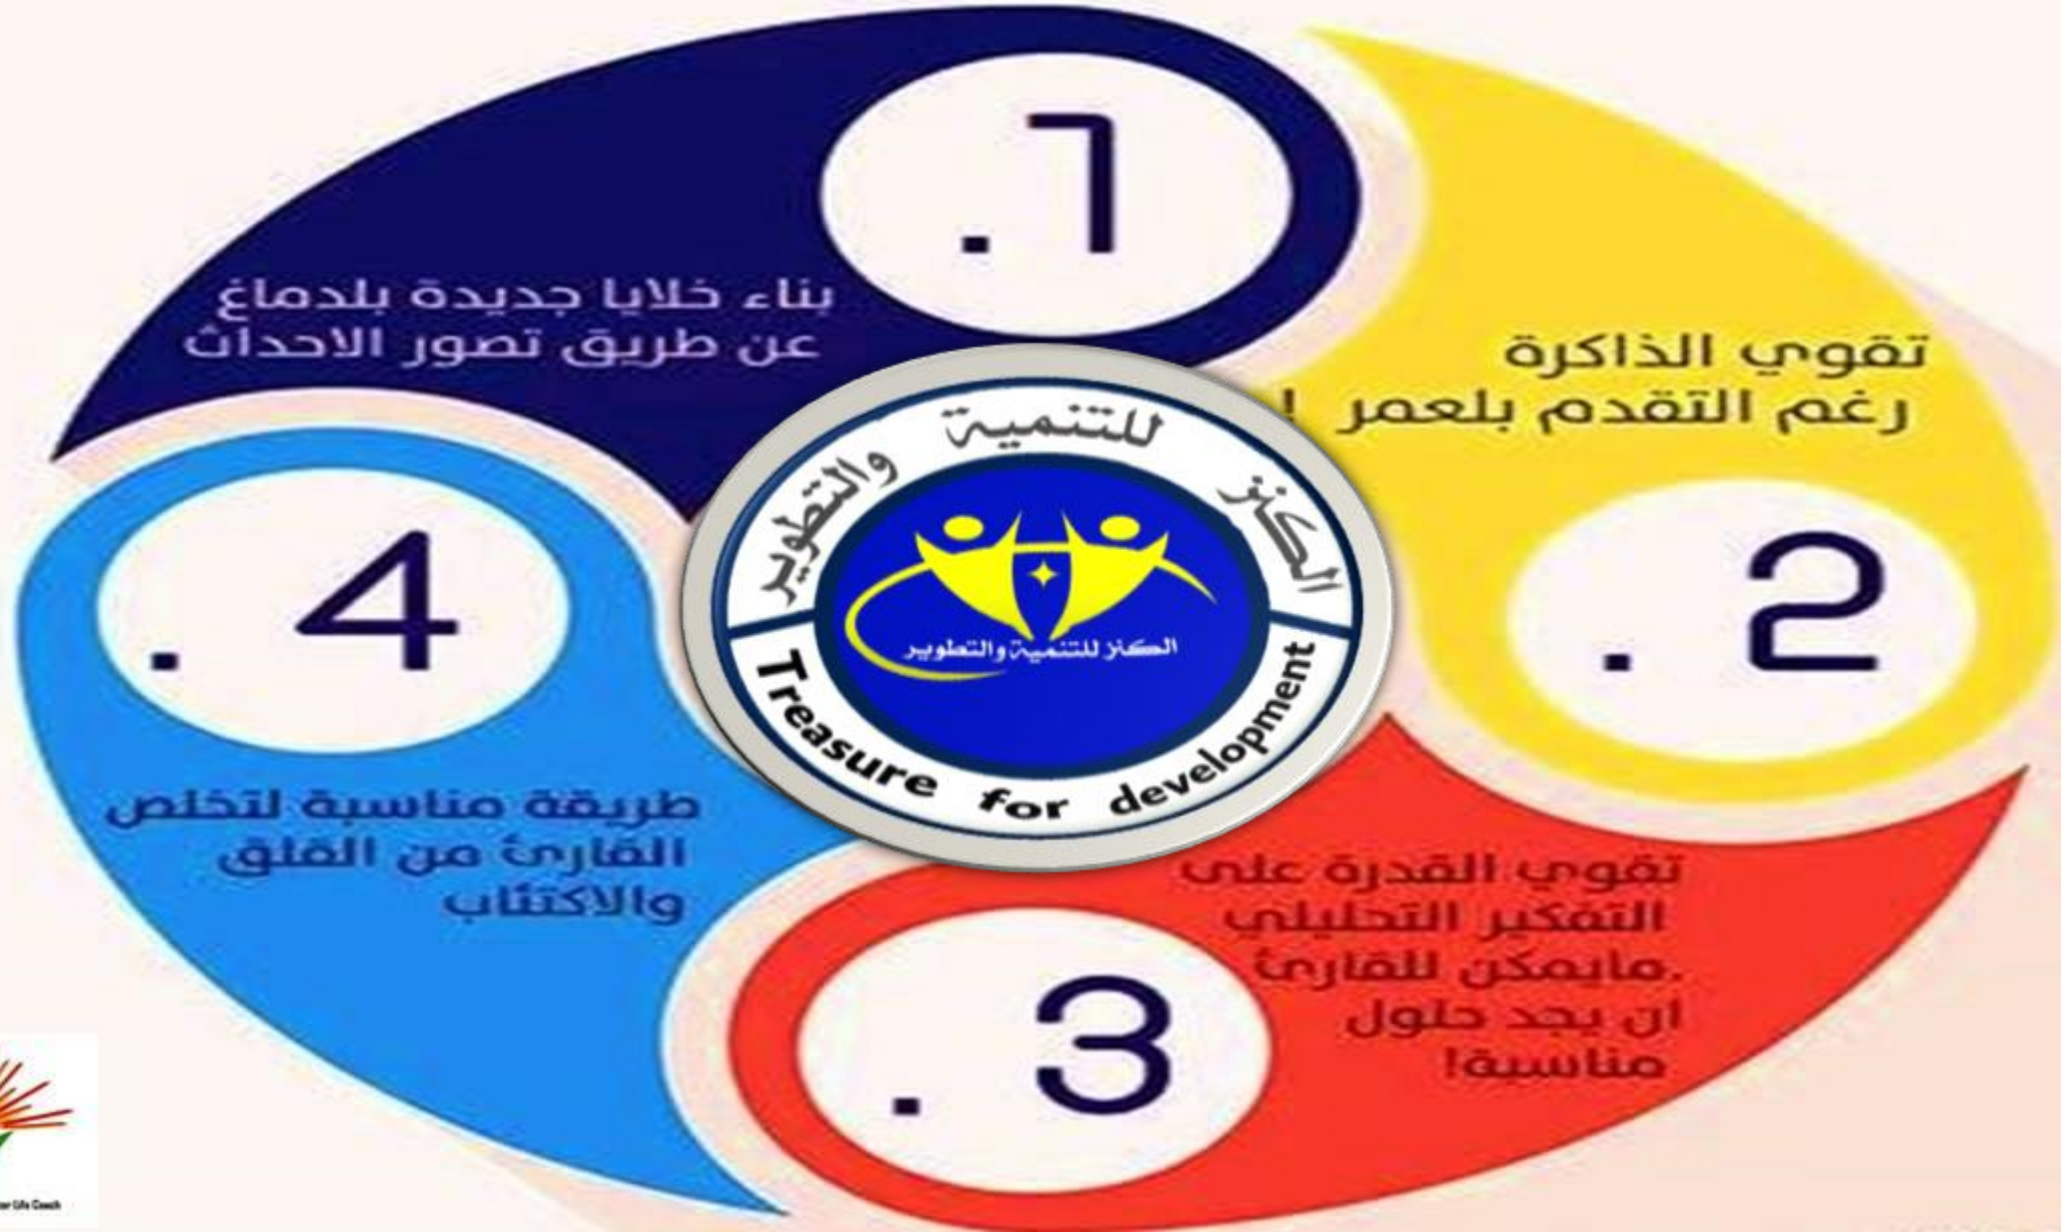 1.
بناء خلايا جديدة بلدماغ
عن طريق تصور الاحداث
تقوي الذاكرة
رغم التقدم بلعمر !
2 .
تقوي القدرة على
التفكير التحليلي
.مايمكن للقارئ
ان يجد حلول
مناسبة!
3 .
4 .
طريقة مناسبة لتخلص
القارئ من القلق
والاكتئاب
الكنز للتنمية والتطوير
الكنز للتنمية والتطوير
Treasure for development
Life Coach